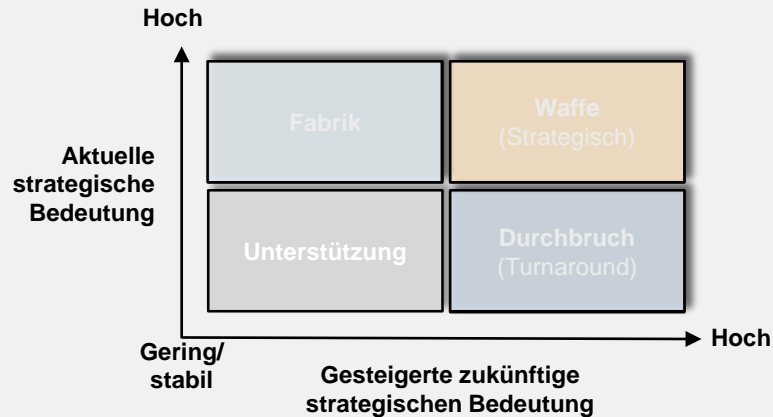 Hoch
Fabrik
Waffe
(Strategisch)
Aktuelle
strategische
Bedeutung
Unterstützung
Durchbruch
(Turnaround)
Hoch
Gering/
stabil
Gesteigerte zukünftige
strategischen Bedeutung